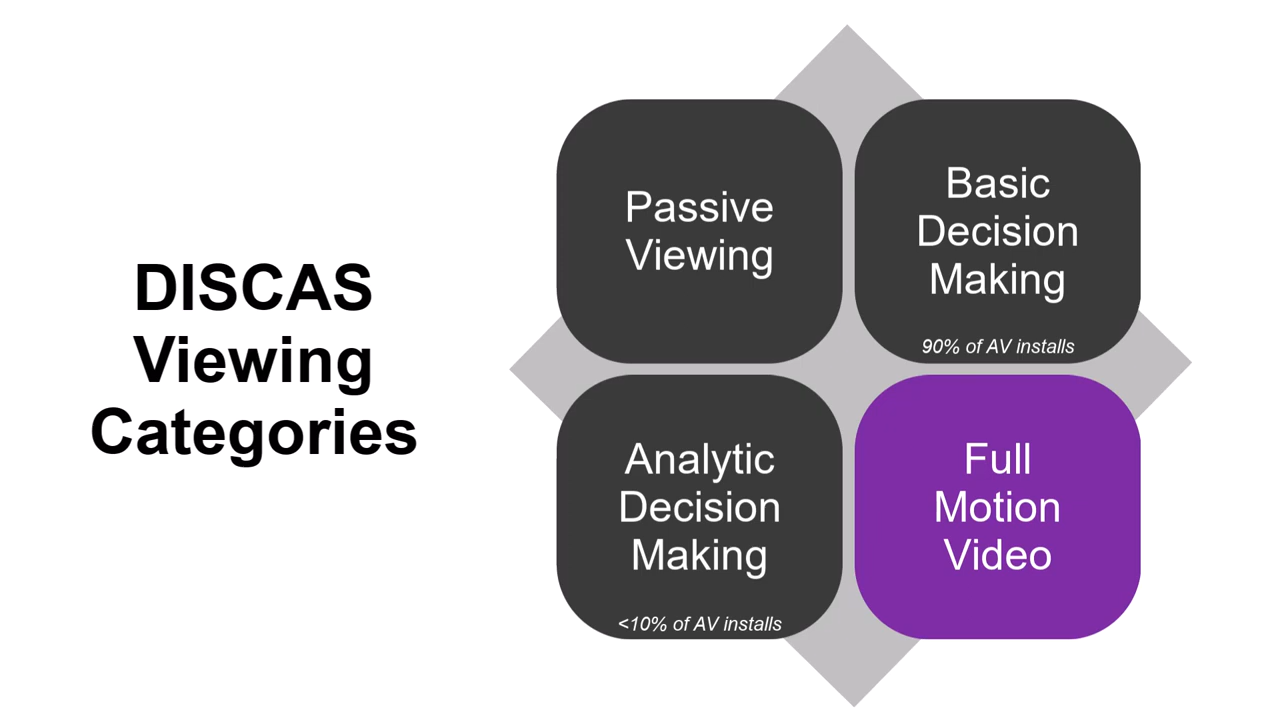 DISCAS
Viewing
Categories
Passive
Viewing
Basic
Decision
Making
90% of AV installs
Analytic
Decision
Making
<10% of AV installs
Full
Motion
Video